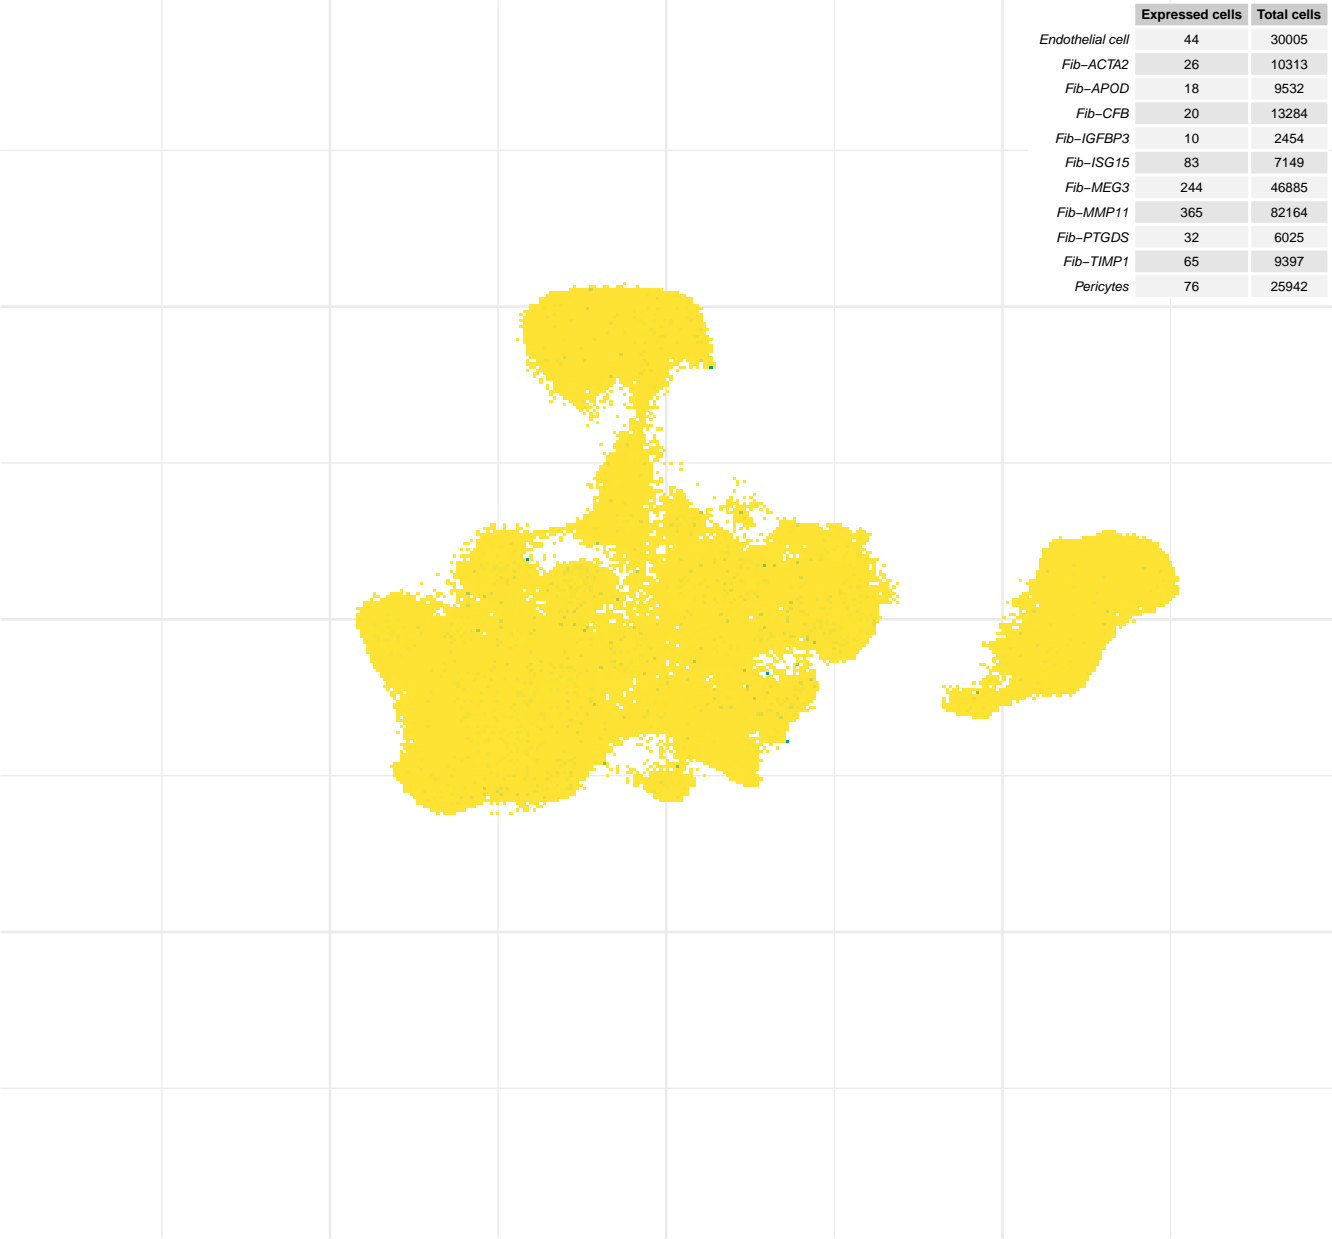 Expressed cells Total cells
Endothelial cell 44 30005
Fib−ACTA2 26 10313
Fib−APOD 18 9532
Fib−CFB 20 13284
Fib−IGFBP3 10 2454
Fib−ISG15 83 7149
Fib−MEG3 244 46885
Fib−MMP11 365 82164
Fib−PTGDS 32 6025
Fib−TIMP1 65 9397
Pericytes 76 25942